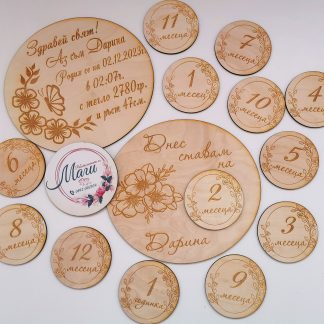 Здравей свят!
Аз съм Дарина
Родих се на 02.12.2023г.
в 02:07ч.
с тегло 2780гр.
и ръст 47см.
11
месеца
7
месеца
1
месец
10
месеца
4
месеца
6
месеца
Маги
Днес
ставам
на
2
месеца
Дарина
5
месеца
3
месеца
8
месеца
12
месеца
1
годинка
9
месеца